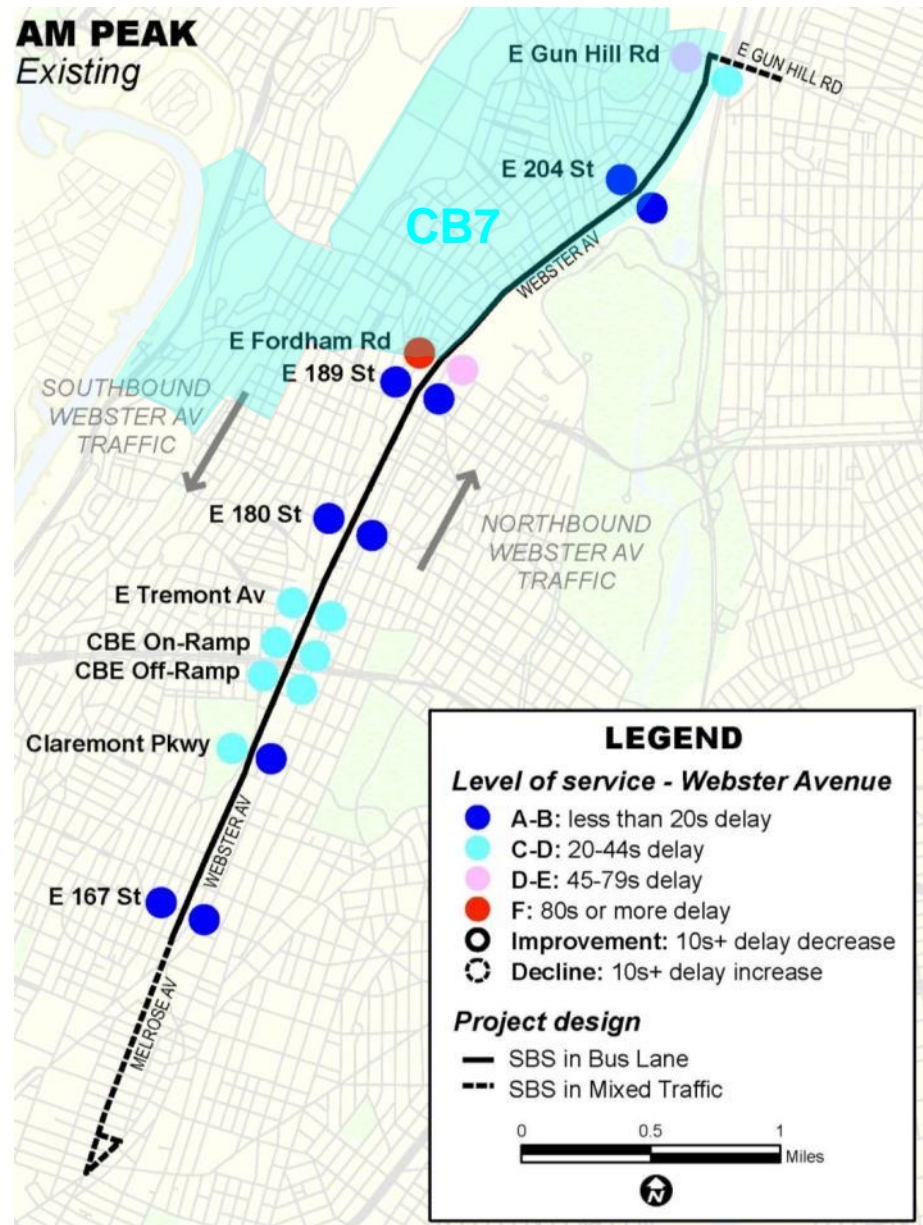 AM PEAK
Existing
E Gun Hill Rd
E GUN HILL RD
E 204 St
CB7
WEBSTER AV
E Fordham Rd
E 189 St
SOUTHBOUND
WEBSTER AV
TRAFFIC
E 180 St
NORTHBOUND
WEBSTER AV
TRAFFIC
E Tremont Av
CBE On-Ramp
CBE Off-Ramp
Claremont Pkwy
WEBSTER AV
E 167 St
MELROSE AV
LEGEND
Level of service - Webster Avenue
A-B: less than 20s delay
C-D: 20-44s delay
D-E: 45-79s delay
F: 80s or more delay
Improvement: 10s+ delay decrease
Decline: 10s+ delay increase
Project design
SBS in Bus Lane
SBS in Mixed Traffic
0 0.5 1
Miles
N